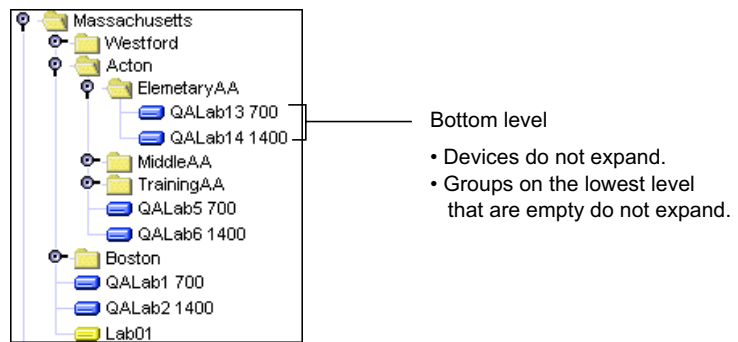 Massachusetts
Westford
Acton
ElemetaryAA
QALab13 700
QALab14 1400
MiddleAA
TrainingAA
QALab5 700
QALab6 1400
Boston
QALab1 700
QALab2 1400
Lab01
Bottom level
• Devices do not expand.
• Groups on the lowest level
that are empty do not expand.